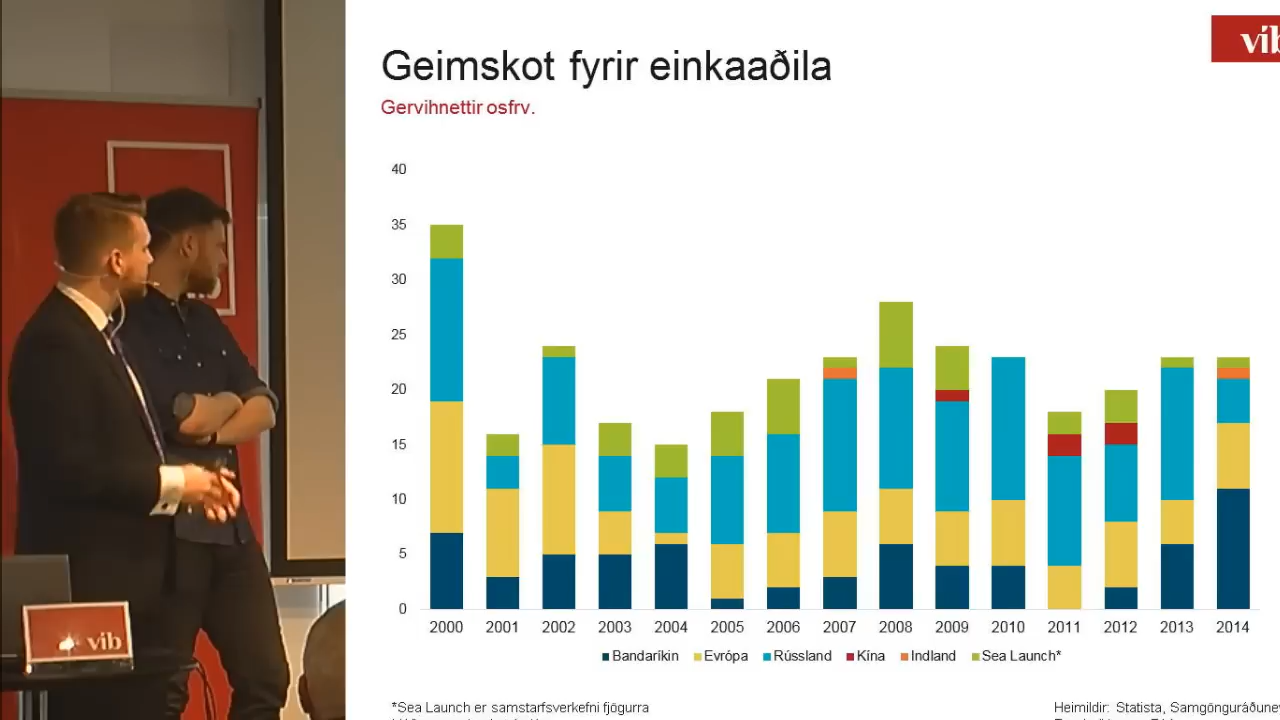 Geimskot fyrir einkaaðila
Gervihnettir osfrv.
40
35
30
25
20
15
10
5
0
2000 2001 2002 2003 2004 2005 2006 2007 2008 2009 2010 2011 2012 2013 2014
Bandaríkin Evrópa Rússland Kína Indland Sea Launch*
*Sea Launch er samstarfsverkefni fjögurra
Heimildir: Statista, Samgönguráðune
víb